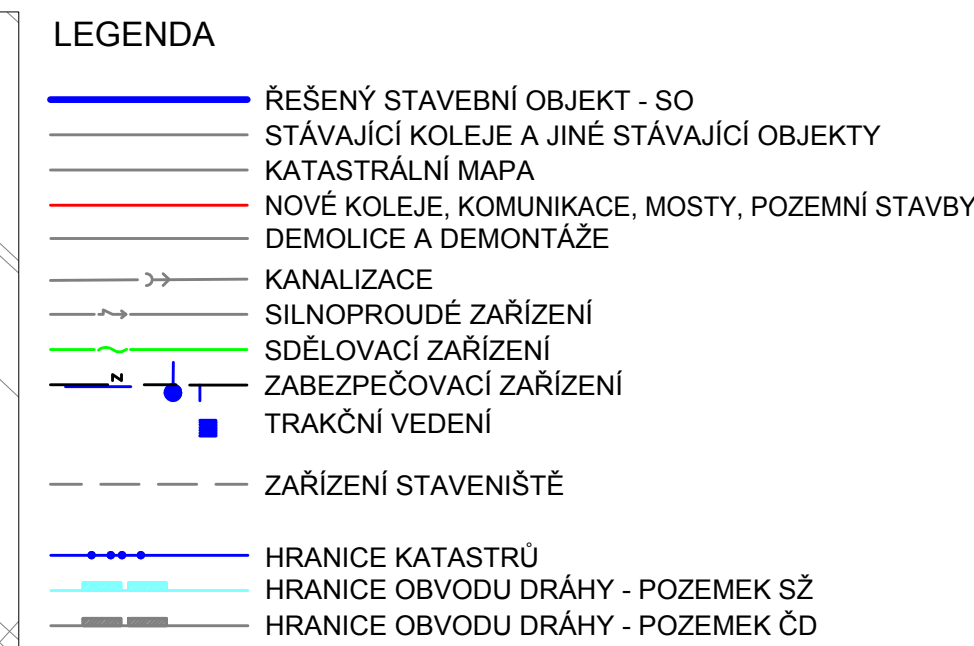 LEGENDA
ŘEŠENÝ STAVEBNÍ OBJEKT - SO
STÁVAJÍCÍ KOLEJE A JINÉ STÁVAJÍCÍ OBJEKTY
KATASTRÁLNÍ MAPA
NOVÉ KOLEJE, KOMUNIKACE, MOSTY, POZEMNÍ STAVBY
DEMOLICE A DEMONTÁŽE
KANALIZACE
SILNOPROUDÉ ZAŘÍZENÍ
SDĚLOVACÍ ZAŘÍZENÍ
ZABEZPEČOVACÍ ZAŘÍZENÍ
TRAKČNÍ VEDENÍ
ZAŘÍZENÍ STAVENIŠTĚ
HRANICE KATASTRŮ
HRANICE OBVODU DRÁHY - POZEMEK SŽ
HRANICE OBVODU DRÁHY - POZEMEK ČD